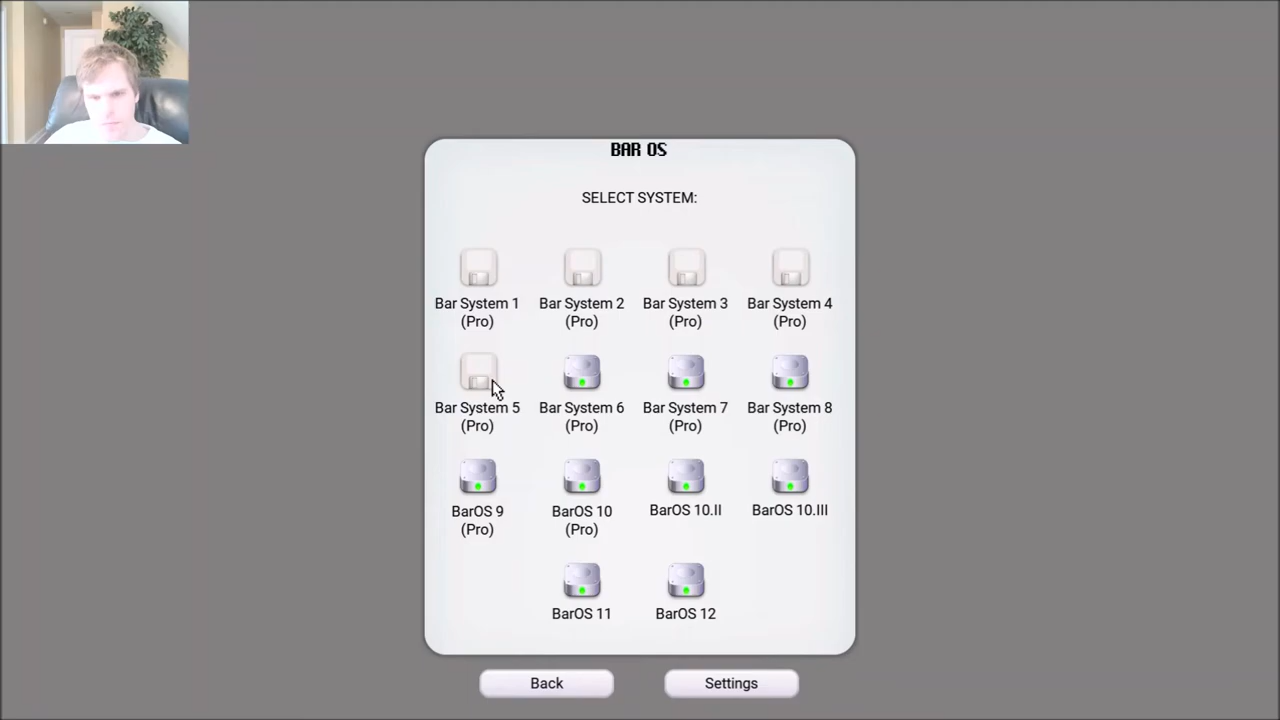 BAR OS
SELECT SYSTEM:
Bar System 1
(Pro)
Bar System 2
(Pro)
Bar System 3
(Pro)
Bar System 4
(Pro)
Bar System 5
(Pro)
Bar System 6
(Pro)
Bar System 7
(Pro)
Bar System 8
(Pro)
BarOS 9
(Pro)
BarOS 10
(Pro)
BarOS 10.II
BarOS 10.III
BarOS 11
BarOS 12
Back
Settings